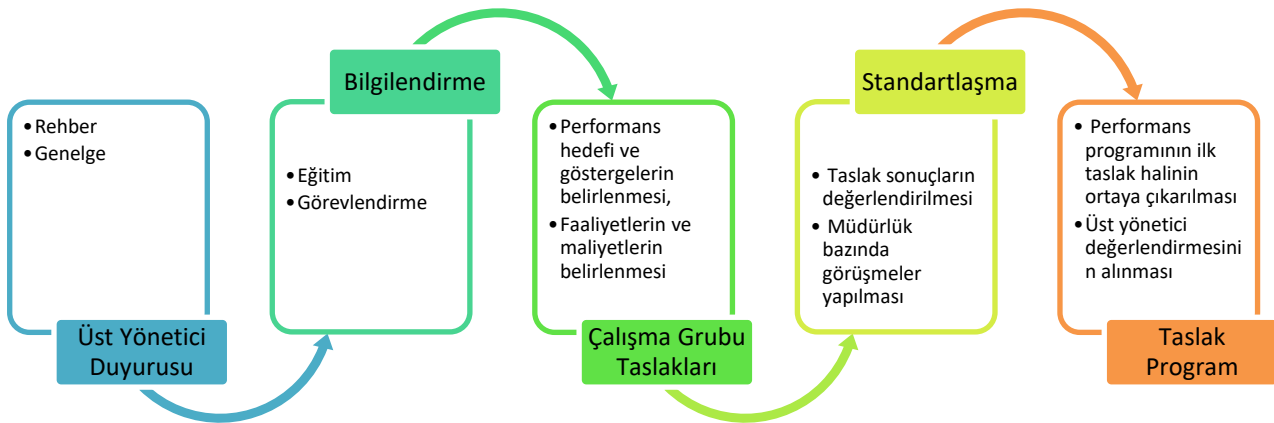 •Rehber
•Genelge
Üst Yönetici
Duyurusu
Bilgilendirme
•Eğitim
•Görevlendirme
•Performans
hedefi ve
göstergelerin
belirlenmesi,
•Faaliyetlerin ve
maliyetlerin
belirlenmesi
Çalışma Grubu
Taslakları
Standartlaşma
• Taslak sonuçların
değerlendirilmesi
• Müdürlük
bazında
görüşmeler
yapılması
• Performans
programının ilk
taslak halinin
ortaya çıkarılması
•Üst yönetici
değerlendirmesini
n alınması
Taslak
Program